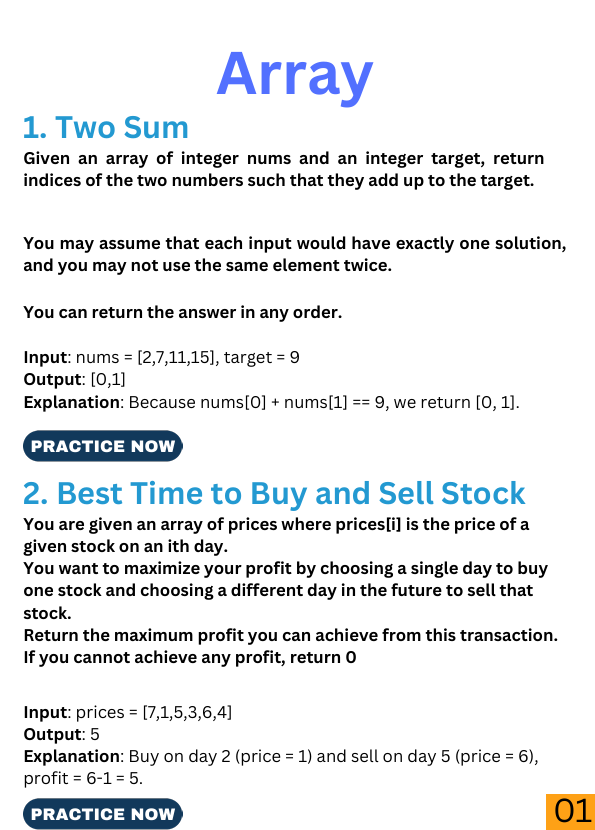 Array
1. Two Sum
Given an array of integer nums and an integer target, return
indices of the two numbers such that they add up to the target.
You may assume that each input would have exactly one solution,
and you may not use the same element twice.
You can return the answer in any order.
Input: nums = [2,7,11,15], target = 9
Output: [0,1]
Explanation: Because nums[0] + nums[1] == 9, we return [0, 1].
PRACTICE NOW
2. Best Time to Buy and Sell Stock
You are given an array of prices where prices[i] is the price of a
given stock on an ith day.
You want to maximize your profit by choosing a single day to buy
one stock and choosing a different day in the future to sell that
stock.
Return the maximum profit you can achieve from this transaction.
If you cannot achieve any profit, return 0
Input: prices = [7,1,5,3,6,4]
Output: 5
Explanation: Buy on day 2 (price = 1) and sell on day 5 (price = 6),
profit = 6-1 = 5.
PRACTICE NOW
01